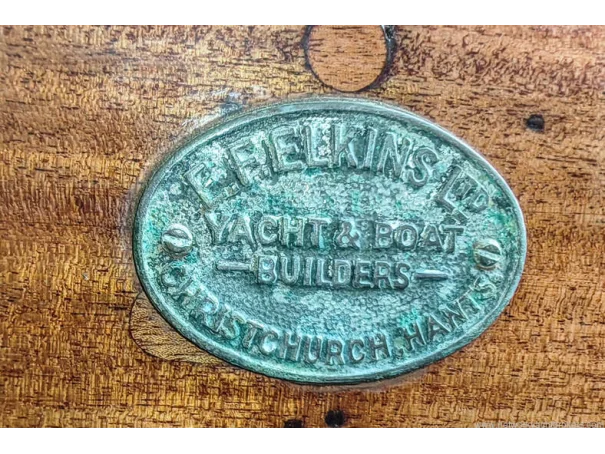 E.F. ELKINS LTD
YACHT & BOAT
— BUILDERS —
CHRISTCHURCH, HANTS